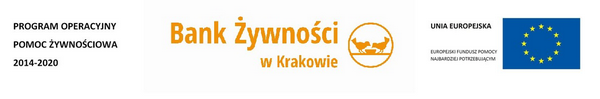 PROGRAM OPERACYJNY
POMOC ŻYWNOŚCIOWA
2014-2020
Bank Żywności
w Krakowie
UNIA EUROPEJSKA
EUROPEJSKI FUNDUSZ POMOCY
NAJBARDZIEJ POTRZEBUJĄCYM